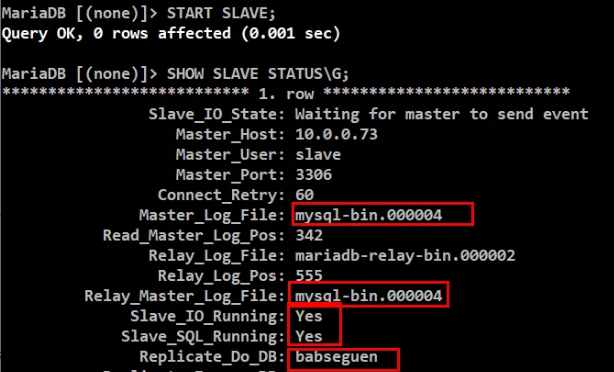 MariaDB [(none)]> START SLAVE;
Query OK, 0 rows affected (0.001 sec)
MariaDB [(none)]> SHOW SLAVE STATUS\G;
*************************** 1. row ***************************
Slave_IO_State: Waiting for master to send event
Master_Host: 10.0.0.73
Master_User: slave
Master_Port: 3306
Connect_Retry: 60
Master_Log_File: mysql-bin.000004
Read_Master_Log_Pos: 342
Relay_Log_File: mariadb-relay-bin.000002
Relay_Log_Pos: 555
Relay_Master_Log_File: mysql-bin.000004
Slave_IO_Running: Yes
Slave_SQL_Running: Yes
Replicate_Do_DB: babseguen